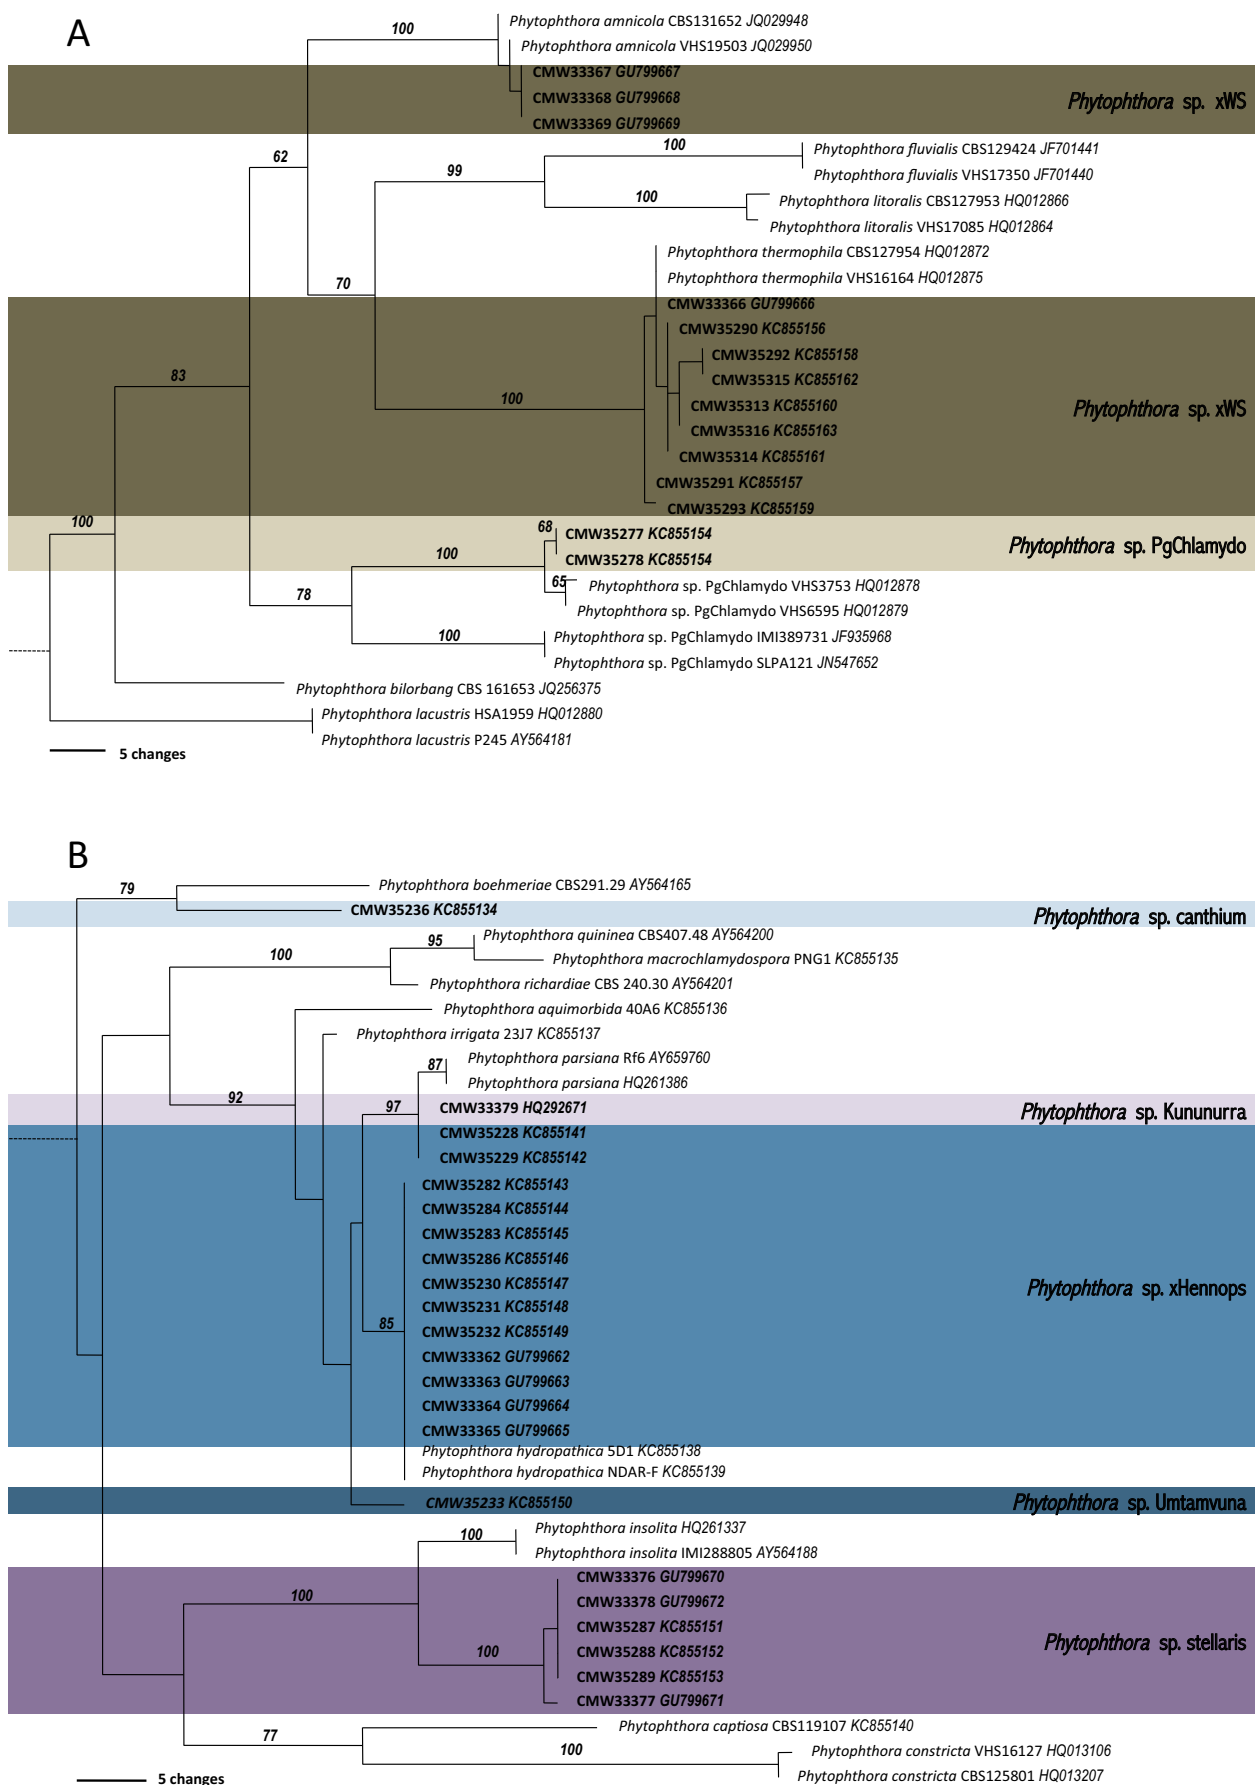 A
100
Phytophthora amnicola CBS131652 JQ029948
Phytophthora amnicola VHS19503 JQ029950
CMW33367 GU799667
CMW33368 GU799668
Phytophthora sp. xWS
CMW33369 GU799669
100
Phytophthora fluvialis CBS129424 JF701441
62
99
Phytophthora fluvialis VHS17350 JF701440
100
Phytophthora litoralis CBS127953 HQ012866
Phytophthora litoralis VHS17085 HQ012864
Phytophthora thermophila CBS127954 HQ012872
70
Phytophthora thermophila VHS16164 HQ012875
CMW33366 GU799666
CMW35290 KC855156
CMW35292 KC855158
83
CMW35315 KC855162
100
CMW35313 KC855160
Phytophthora sp. xWS
CMW35316 KC855163
CMW35314 KC855161
CMW35291 KC855157
CMW35293 KC855159
100
68
CMW35277 KC855154
Phytophthora sp. PgChlamydo
100
CMW35278 KC855154
65
Phytophthora sp. PgChlamydo VHS3753 HQ012878
78
Phytophthora sp. PgChlamydo VHS6595 HQ012879
100
Phytophthora sp. PgChlamydo IMI389731 JF935968
Phytophthora sp. PgChlamydo SLPA121 JN547652
Phytophthora bilorbang CBS 161653 JQ256375
Phytophthora lacustris HSA1959 HQ012880
Phytophthora lacustris P245 AY564181
5 changes
B
79
Phytophthora boehmeriae CBS291.29 AY564165
CMW35236 KC855134
Phytophthora sp. canthium
95
Phytophthora quininea CBS407.48 AY564200
100
Phytophthora macrochlamydospora PNG1 KC855135
Phytophthora richardiae CBS 240.30 AY564201
Phytophthora aquimorbida 40A6 KC855136
Phytophthora irrigata 23J7 KC855137
87
Phytophthora parsiana Rf6 AY659760
Phytophthora parsiana HQ261386
92
97
CMW33379 HQ292671
Phytophthora sp. Kununurra
CMW35228 KC855141
CMW35229 KC855142
CMW35282 KC855143
CMW35284 KC855144
CMW35283 KC855145
CMW35286 KC855146
CMW35230 KC855147
Phytophthora sp. xHennops
CMW35231 KC855148
85
CMW35232 KC855149
CMW33362 GU799662
CMW33363 GU799663
CMW33364 GU799664
CMW33365 GU799665
Phytophthora hydropathica 5D1 KC855138
Phytophthora hydropathica NDAR-F KC855139
CMW35233 KC855150
Phytophthora sp. Umtamvuna
100
Phytophthora insolita HQ261337
Phytophthora insolita IMI288805 AY564188
CMW33376 GU799670
100
CMW33378 GU799672
CMW35287 KC855151
Phytophthora sp. stellaris
100
CMW35288 KC855152
CMW35289 KC855153
CMW33377 GU799671
77
Phytophthora captiosa CBS119107 KC855140
100
Phytophthora constricta VHS16127 HQ013106
Phytophthora constricta CBS125801 HQ013207
5 changes